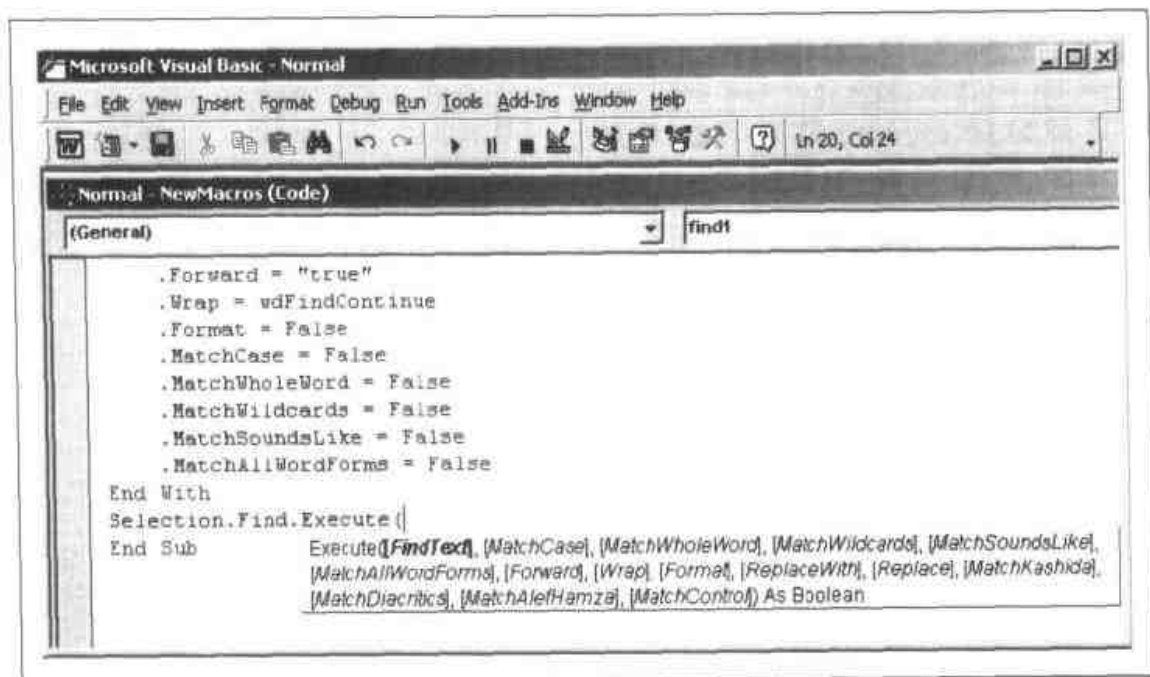 Microsoft Visual Basic - Normal
File Edit View Insert Format Debug Run Tools Add-Ins Window Help
Ln 20, Col 24
Normal - NewMacros (Code)
(General) find1
.Forward = "true"
.Wrap = wdFindContinue
.Format = False
.MatchCase = False
.MatchWholeWord = False
.MatchWildcards = False
.MatchSoundsLike = False
.MatchAllWordForms = False
End With
Selection.Find.Execute(
End Sub
Execute([FindText], [MatchCase], [MatchWholeWord], [MatchWildcards], [MatchSoundsLike],
[MatchAllWordForms], [Forward], [Wrap], [Format], [ReplaceWith], [Replace], [MatchKashida],
[MatchDiacritics], [MatchAlefHamza], [MatchControl]) As Boolean